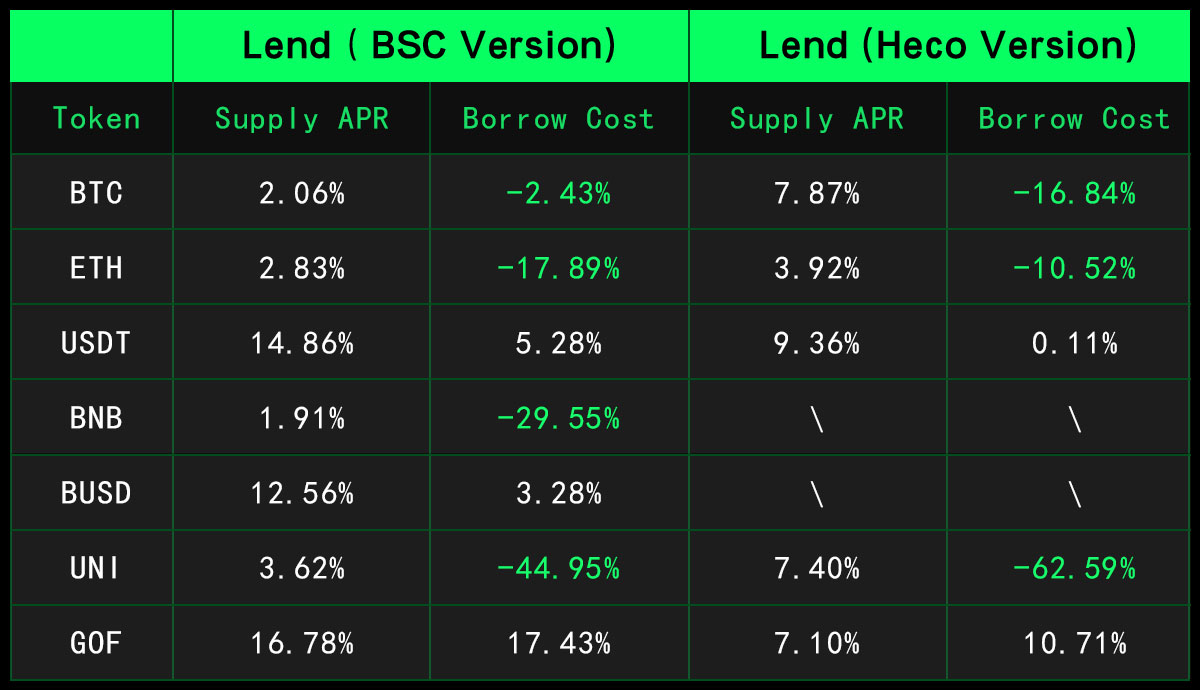 Lend ( BSC Version) Lend (Heco Version)
Token Supply APR Borrow Cost Supply APR Borrow Cost
BTC 2.06% -2.43% 7.87% -16.84%
ETH 2.83% -17.89% 3.92% -10.52%
USDT 14.86% 5.28% 9.36% 0.11%
BNB 1.91% -29.55% \ \
BUSD 12.56% 3.28% \ \
UNI 3.62% -44.95% 7.40% -62.59%
GOF 16.78% 17.43% 7.10% 10.71%